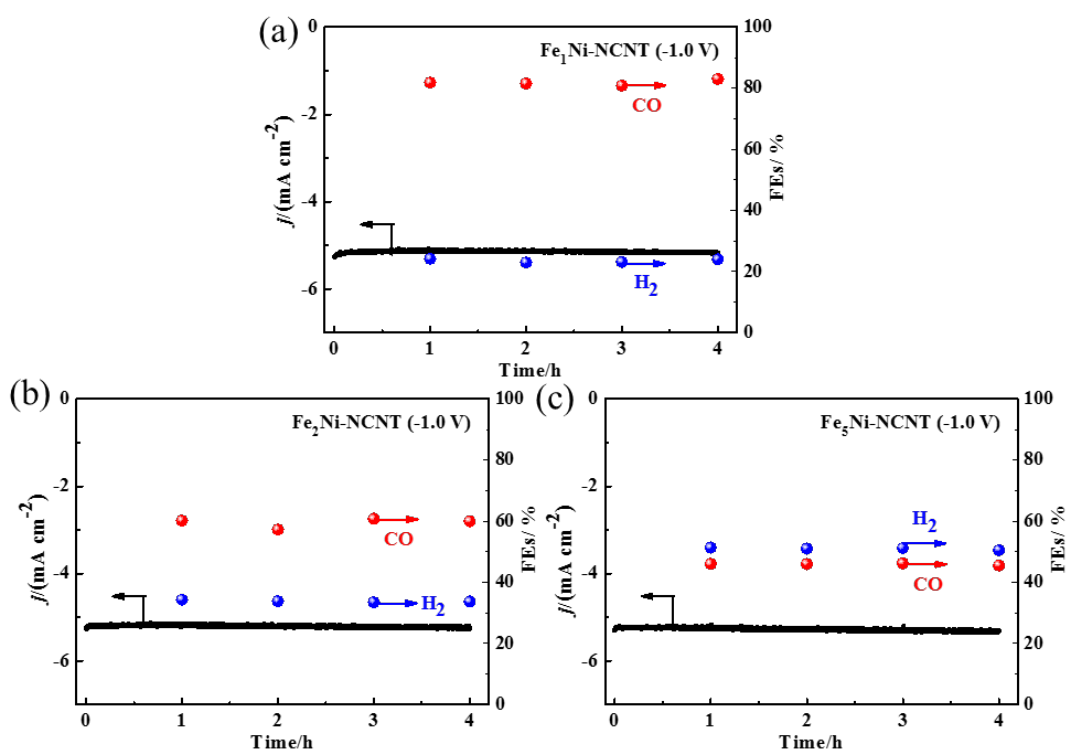 (a)
Fe1Ni-NCNT (-1.0 V)
0
-2
-4
-6
j/(mA cm-2)
100
80
60
40
20
0
FEs/ %
CO
H2
0 1 2 3 4
Time/h
(b)
Fe2Ni-NCNT (-1.0 V)
0
-2
-4
-6
j/(mA cm-2)
100
80
60
40
20
0
FEs/ %
CO
H2
0 1 2 3 4
Time/h
(c)
Fe5Ni-NCNT (-1.0 V)
0
-2
-4
-6
j/(mA cm-2)
100
80
60
40
20
0
FEs/ %
H2
CO
0 1 2 3 4
Time/h